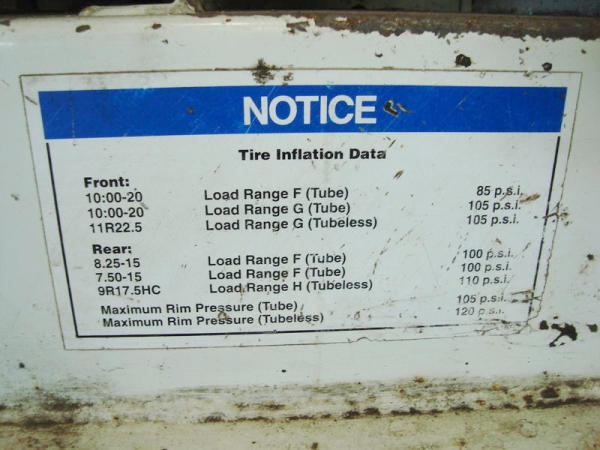 NOTICE
Tire Inflation Data
Front:
10:00-20 Load Range F (Tube) 85 p.s.i.
10:00-20 Load Range G (Tube) 105 p.s.i.
11R22.5 Load Range G (Tubeless) 105 p.s.i.
Rear:
8.25-15 Load Range F (Tube) 100 p.s.i.
7.50-15 Load Range F (Tube) 100 p.s.i.
9R17.5HC Load Range H (Tubeless) 110 p.s.i.
Maximum Rim Pressure (Tube) 105 p.s.i.
Maximum Rim Pressure (Tubeless) 120 p.s.i.